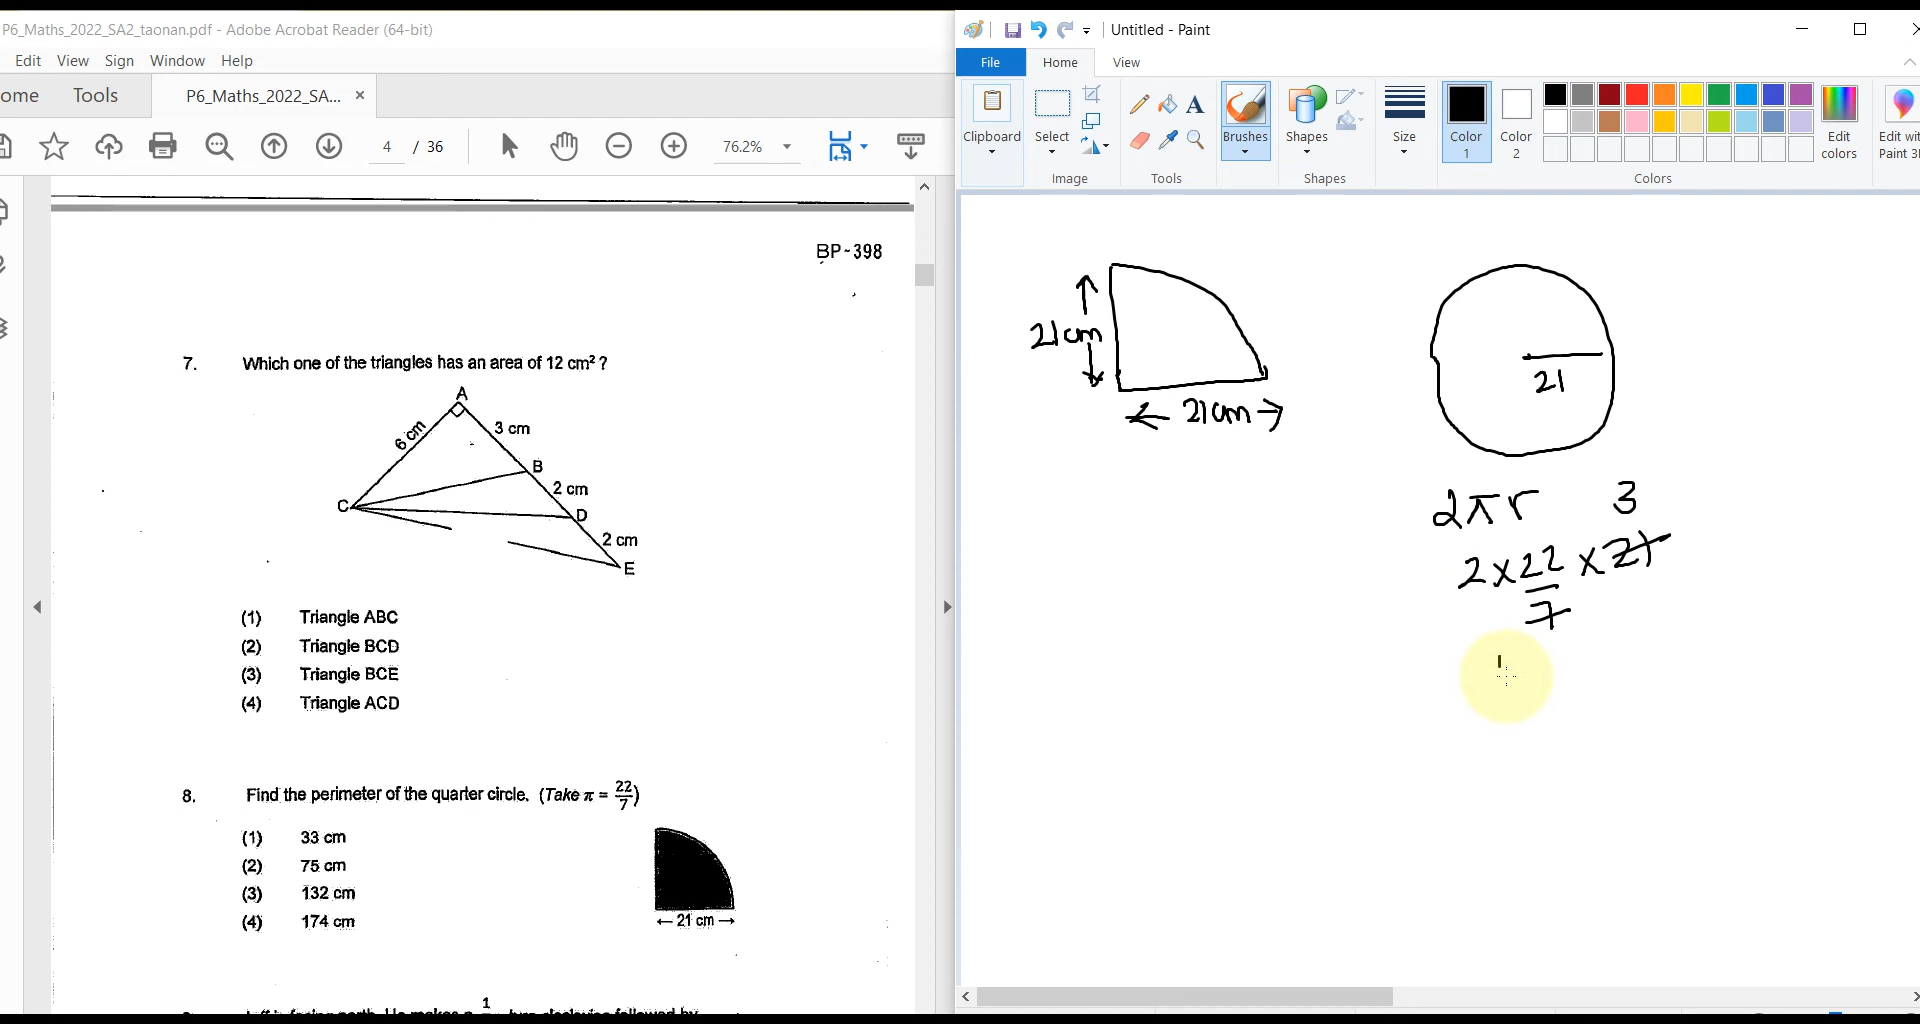 P6_Maths_2022_SA2_taonan.pdf - Adobe Acrobat Reader (64-bit)
Edit View Sign Window Help
ome Tools P6_Maths_2022_SA... ×
4 / 36 76.2%
BP-398
7. Which one of the triangles has an area of 12 cm²?
A
6 cm 3 cm
B
2 cm
C D
2 cm
E
(1) Triangle ABC
(2) Triangle BCD
(3) Triangle BCE
(4) Triangle ACD
8. Find the perimeter of the quarter circle. (Take π = 22/7)
(1) 33 cm
(2) 75 cm
(3) 132 cm
(4) 174 cm
← 21 cm →
1
Untitled - Paint
File Home View
Clipboard Select Brushes Shapes Size Color 1 Color 2 Edit colors Edit wi
Paint 3
Image Tools Shapes Colors
21cm
21cm
21
2πr 3
2 × 22 × 21
7